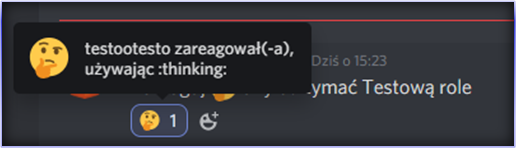 testootesto zareagował(-a),
używając :thinking:
Dziś o 15:23
Testową role
1